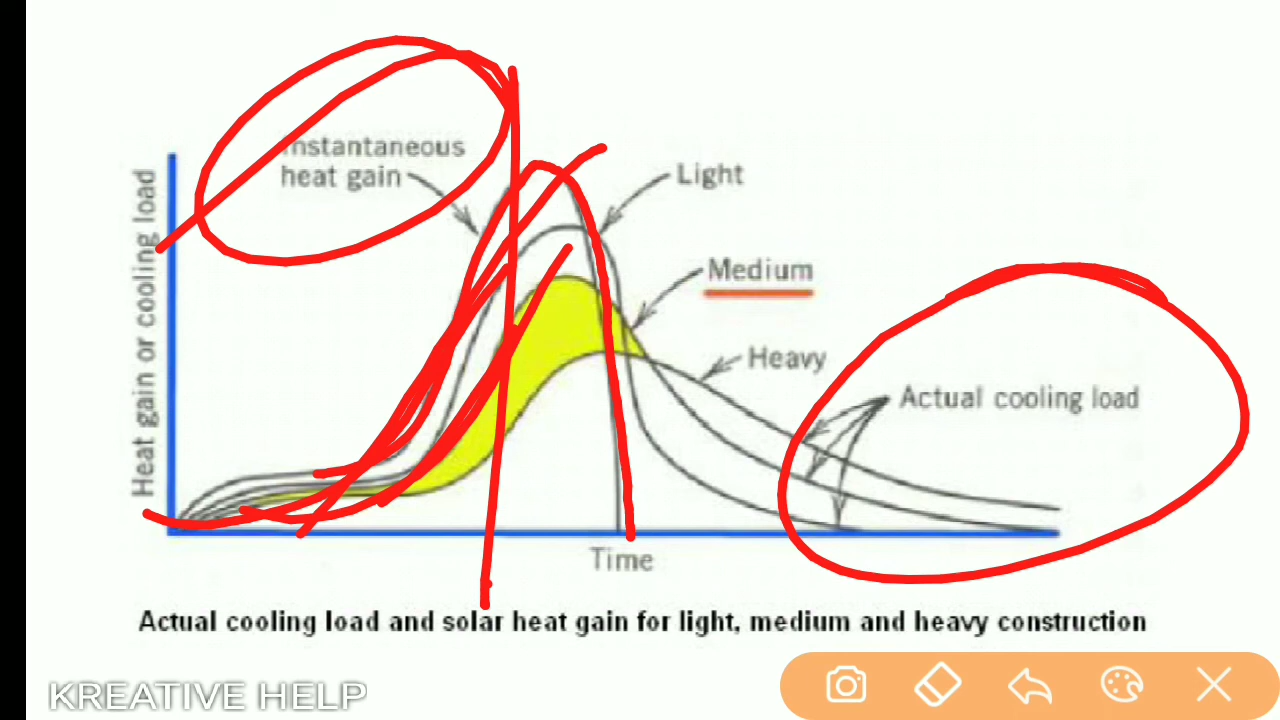 Instantaneous
heat gain
Light
Medium
Heavy
Actual cooling load
Heat gain or cooling load
Time
Actual cooling load and solar heat gain for light, medium and heavy construction
KREATIVE HELP